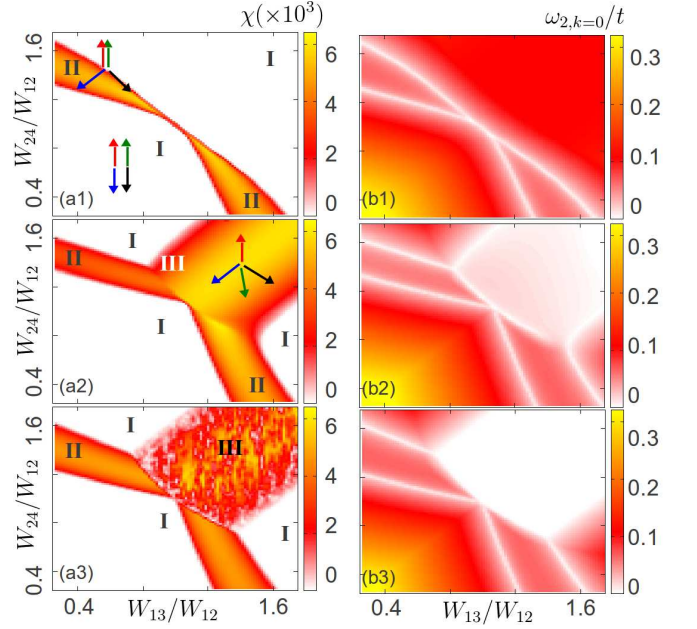 χ(×10³) ω₂,ₖ₌₀/t
1.6 I 6 0.3
II
W₂₄/W₁₂ 4 W₂₄/W₁₂ 0.2
I 2 0.1
0.4 II
(a1) 0 (b1) 0
1.6 I 6 0.3
II III
W₂₄/W₁₂ 4 0.2
I I 2 0.1
0.4 II
(a2) 0 (b2) 0
1.6 I III 6 0.3
II
W₂₄/W₁₂ 4 0.2
I I 2 0.1
0.4 II
(a3) 0 (b3) 0
0.4 W₁₃/W₁₂ 1.6 0.4 W₁₃/W₁₂ 1.6